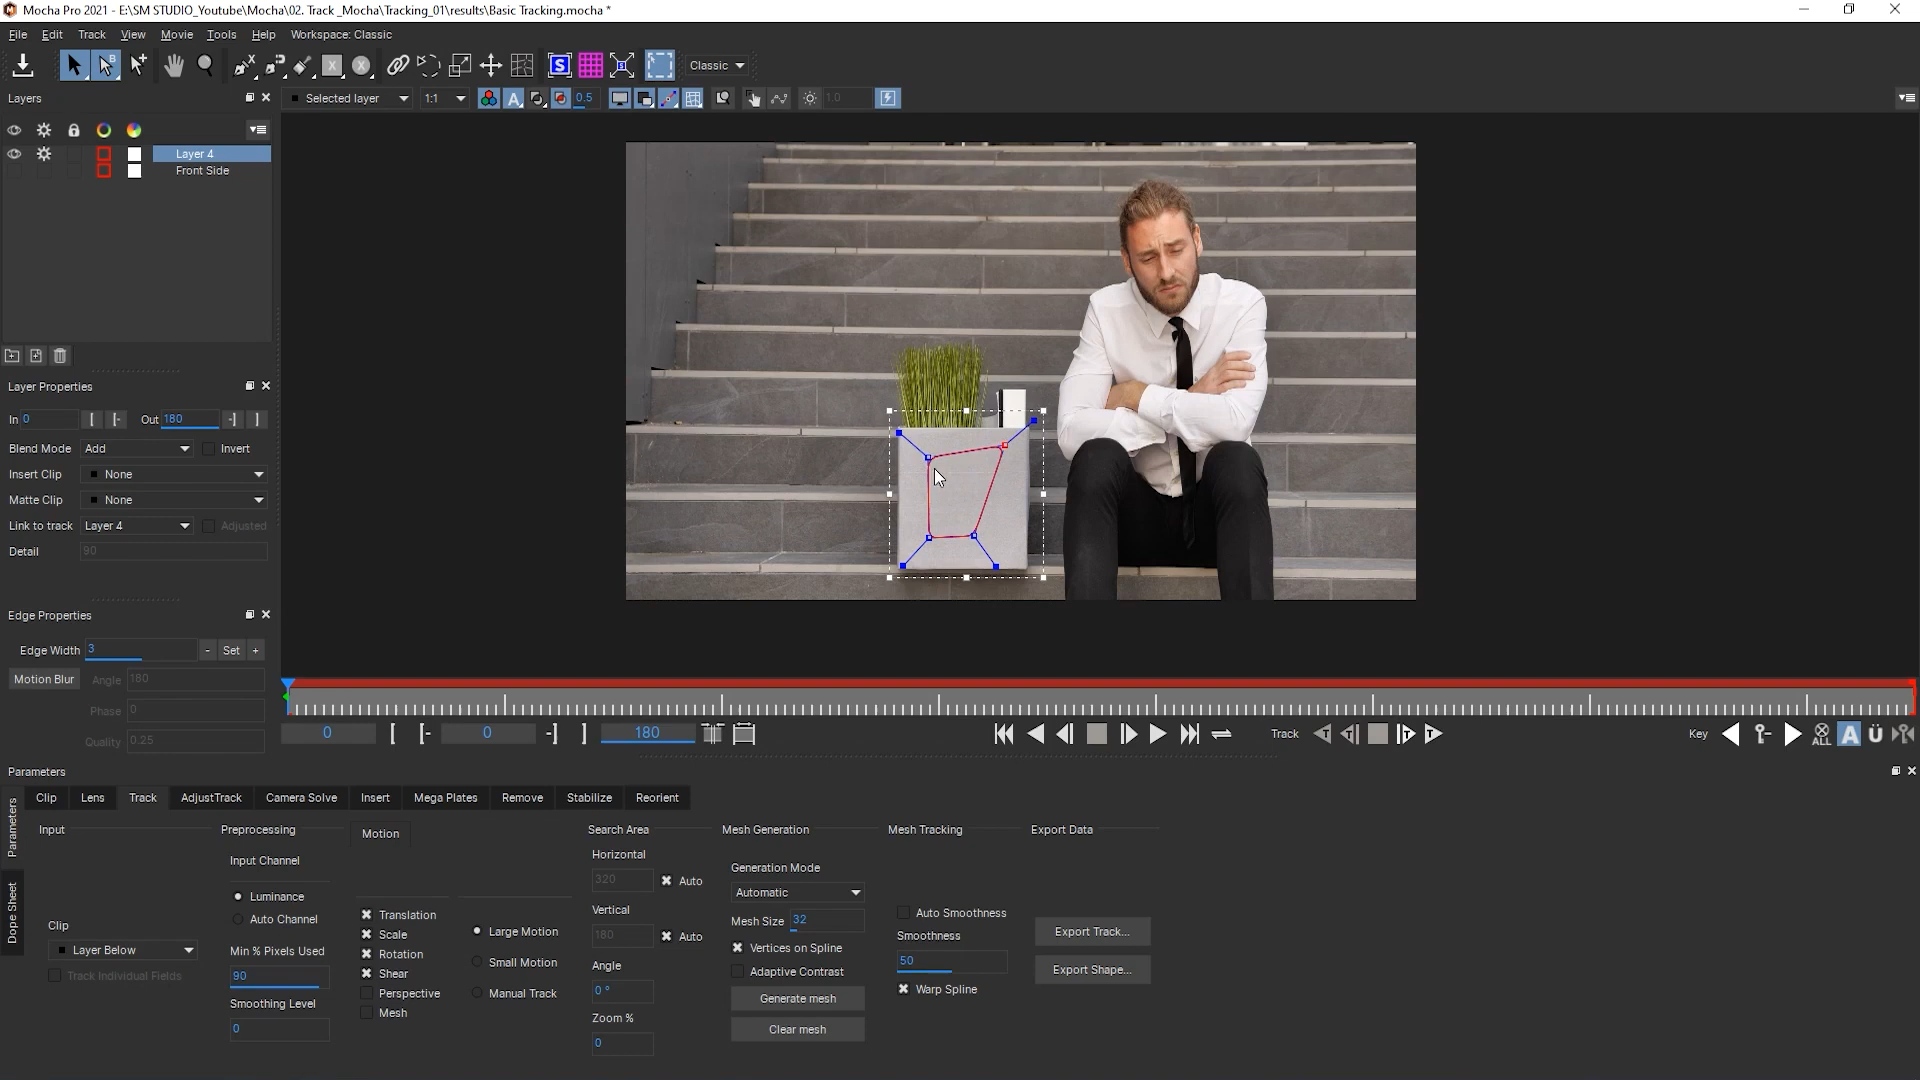 Mocha Pro 2021 - E:\SM STUDIO_Youtube\Mocha\02. Track _Mocha\Tracking_01\results\Basic Tracking.mocha *
File Edit Track View Tools Help Workspace: Classic
Classic
Layers
Selected layer 1:1 0.5 1.0
Layer 4
Front Side
Layer Properties
In 0 Out 180
Blend Mode Add Invert
Insert Clip None
Matte Clip None
Link to track Layer 4 Adjusted
Detail 90
Edge Properties
Edge Width 3 - Set +
Motion Blur Angle 180
Phase 0
Quality 0.25
0 0 180 Track Key ALL A Ü
Parameters
Parameters
Dope Sheet
Clip Lens Track AdjustTrack Camera Solve Insert Mega Plates Remove Stabilize Reorient
Input
Clip
Layer Below
Track Individual Fields
Preprocessing
Input Channel
Luminance
Auto Channel
Min % Pixels Used
90
Smoothing Level
0
Motion
Translation
Scale
Rotation
Shear
Perspective
Mesh
Large Motion
Small Motion
Manual Track
Search Area
Horizontal
320 Auto
Vertical
180 Auto
Angle
0 °
Zoom %
0
Mesh Generation
Generation Mode
Automatic
Mesh Size 32
Vertices on Spline
Adaptive Contrast
Generate mesh
Clear mesh
Mesh Tracking
Auto Smoothness
Smoothness
50
Warp Spline
Export Data
Export Track...
Export Shape...